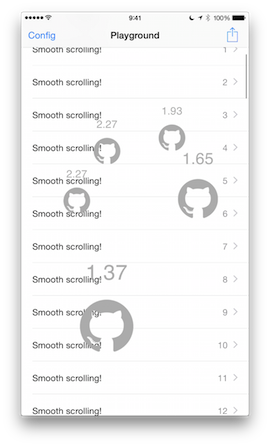 9:41 100%
Config Playground
Smooth scrolling! 1
Smooth scrolling! 2
Smooth scrolling! 3
1.93
2.27
Smooth scrolling! 4
1.65
Smooth scrolling! 5
2.27
Smooth scrolling! 6
Smooth scrolling! 7
1.37
Smooth scrolling! 8
Smooth scrolling! 9
Smooth scrolling! 10
Smooth scrolling! 11
Smooth scrolling! 12